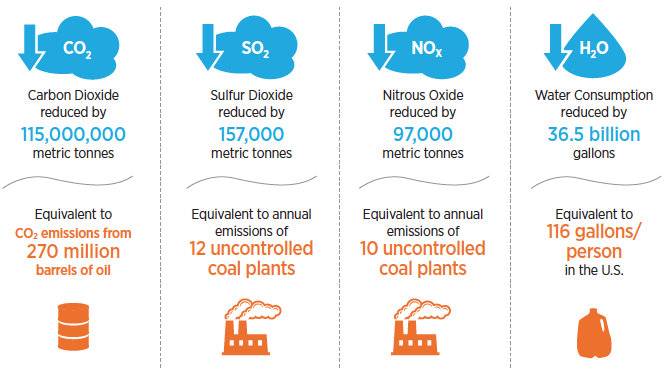 CO₂
Carbon Dioxide
reduced by
115,000,000
metric tonnes
Equivalent to
CO₂ emissions from
270 million
barrels of oil
SO₂
Sulfur Dioxide
reduced by
157,000
metric tonnes
Equivalent to annual
emissions of
12 uncontrolled
coal plants
NOₓ
Nitrous Oxide
reduced by
97,000
metric tonnes
Equivalent to annual
emissions of
10 uncontrolled
coal plants
H₂O
Water Consumption
reduced by
36.5 billion
gallons
Equivalent to
116 gallons/
person
in the U.S.